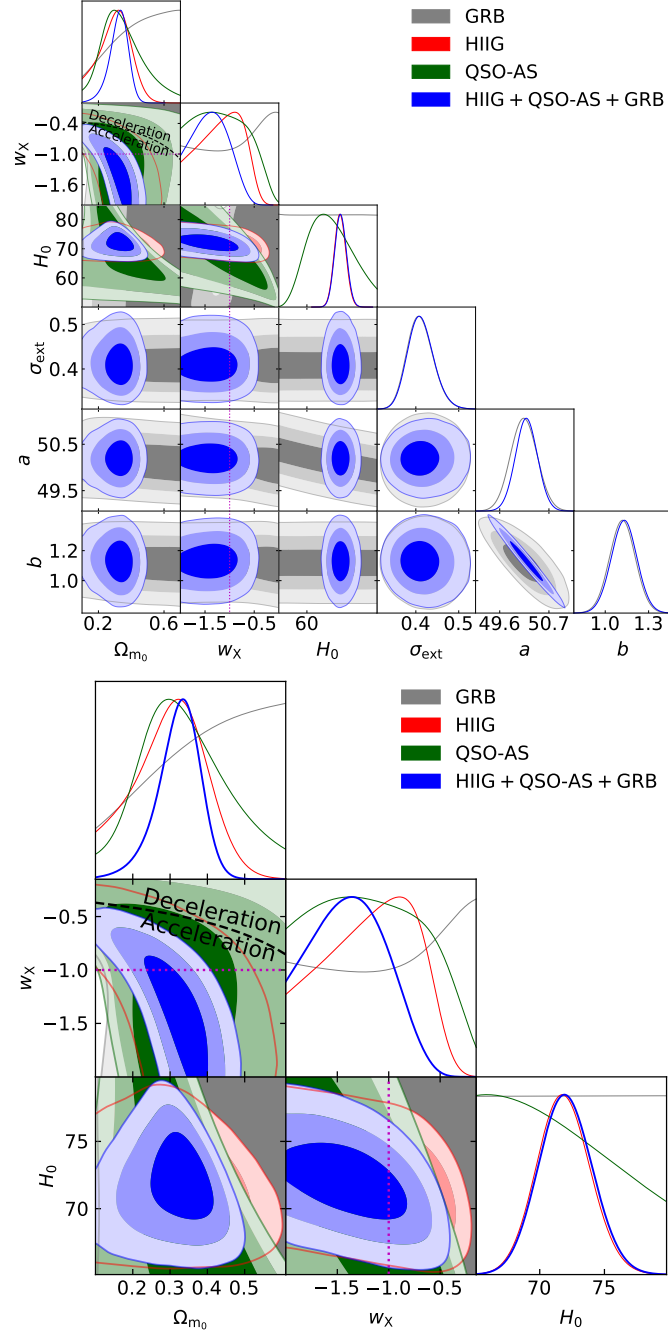 GRB
HIIG
QSO-AS
HIIG + QSO-AS + GRB
Deceleration
Acceleration
−0.4
−1.0
−1.6
w_X
80
70
60
H_0
0.5
0.4
σ_ext
50.5
49.5
a
1.2
1.0
b
0.2 0.6 −1.5 −0.5 60 0.4 0.5 49.6 50.7 1.0 1.2
Ω_m₀ w_X H_0 σ_ext a b
GRB
HIIG
QSO-AS
HIIG + QSO-AS + GRB
Deceleration
Acceleration
−0.5
−1.0
−1.5
w_X
75
70
H_0
0.2 0.3 0.4 0.5 −1.5 −1.0 −0.5 70 75
Ω_m₀ w_X H_0